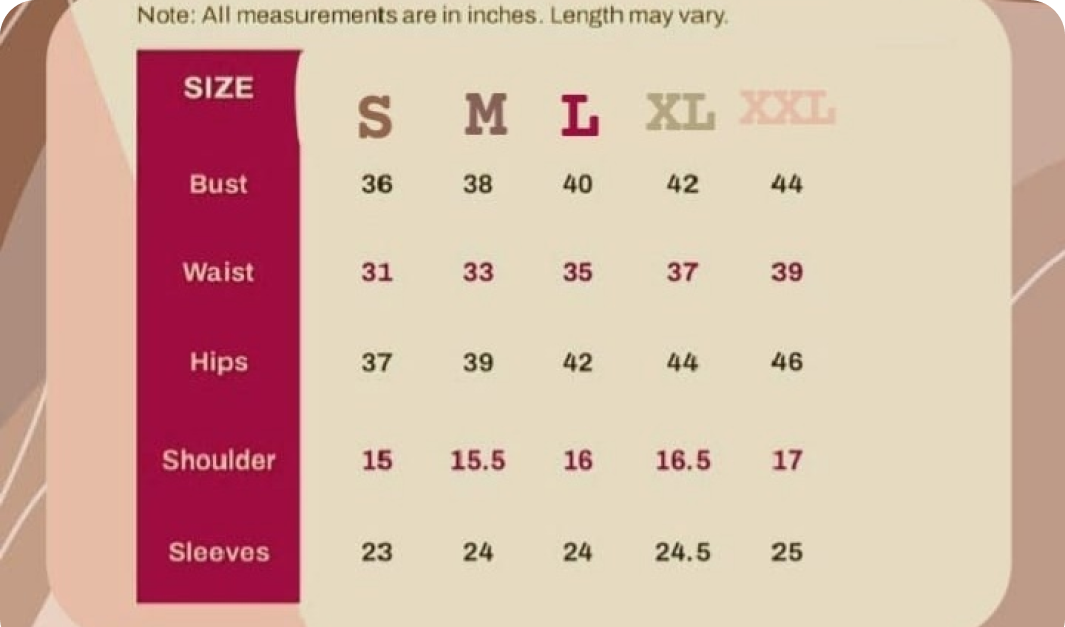 Note: All measurements are in inches. Length may vary.
SIZE S M L XL XXL
Bust 36 38 40 42 44
Waist 31 33 35 37 39
Hips 37 39 42 44 46
Shoulder 15 15.5 16 16.5 17
Sleeves 23 24 24 24.5 25